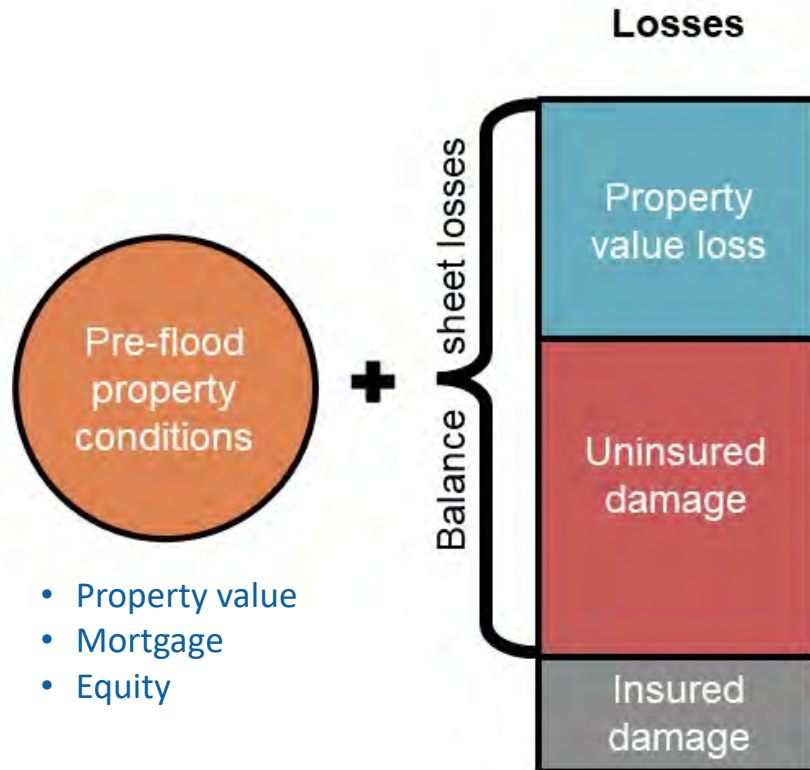 Losses
Property
value loss
Balance sheet losses
Pre-flood
property
conditions
+
Uninsured
damage
• Property value
• Mortgage
• Equity
Insured
damage